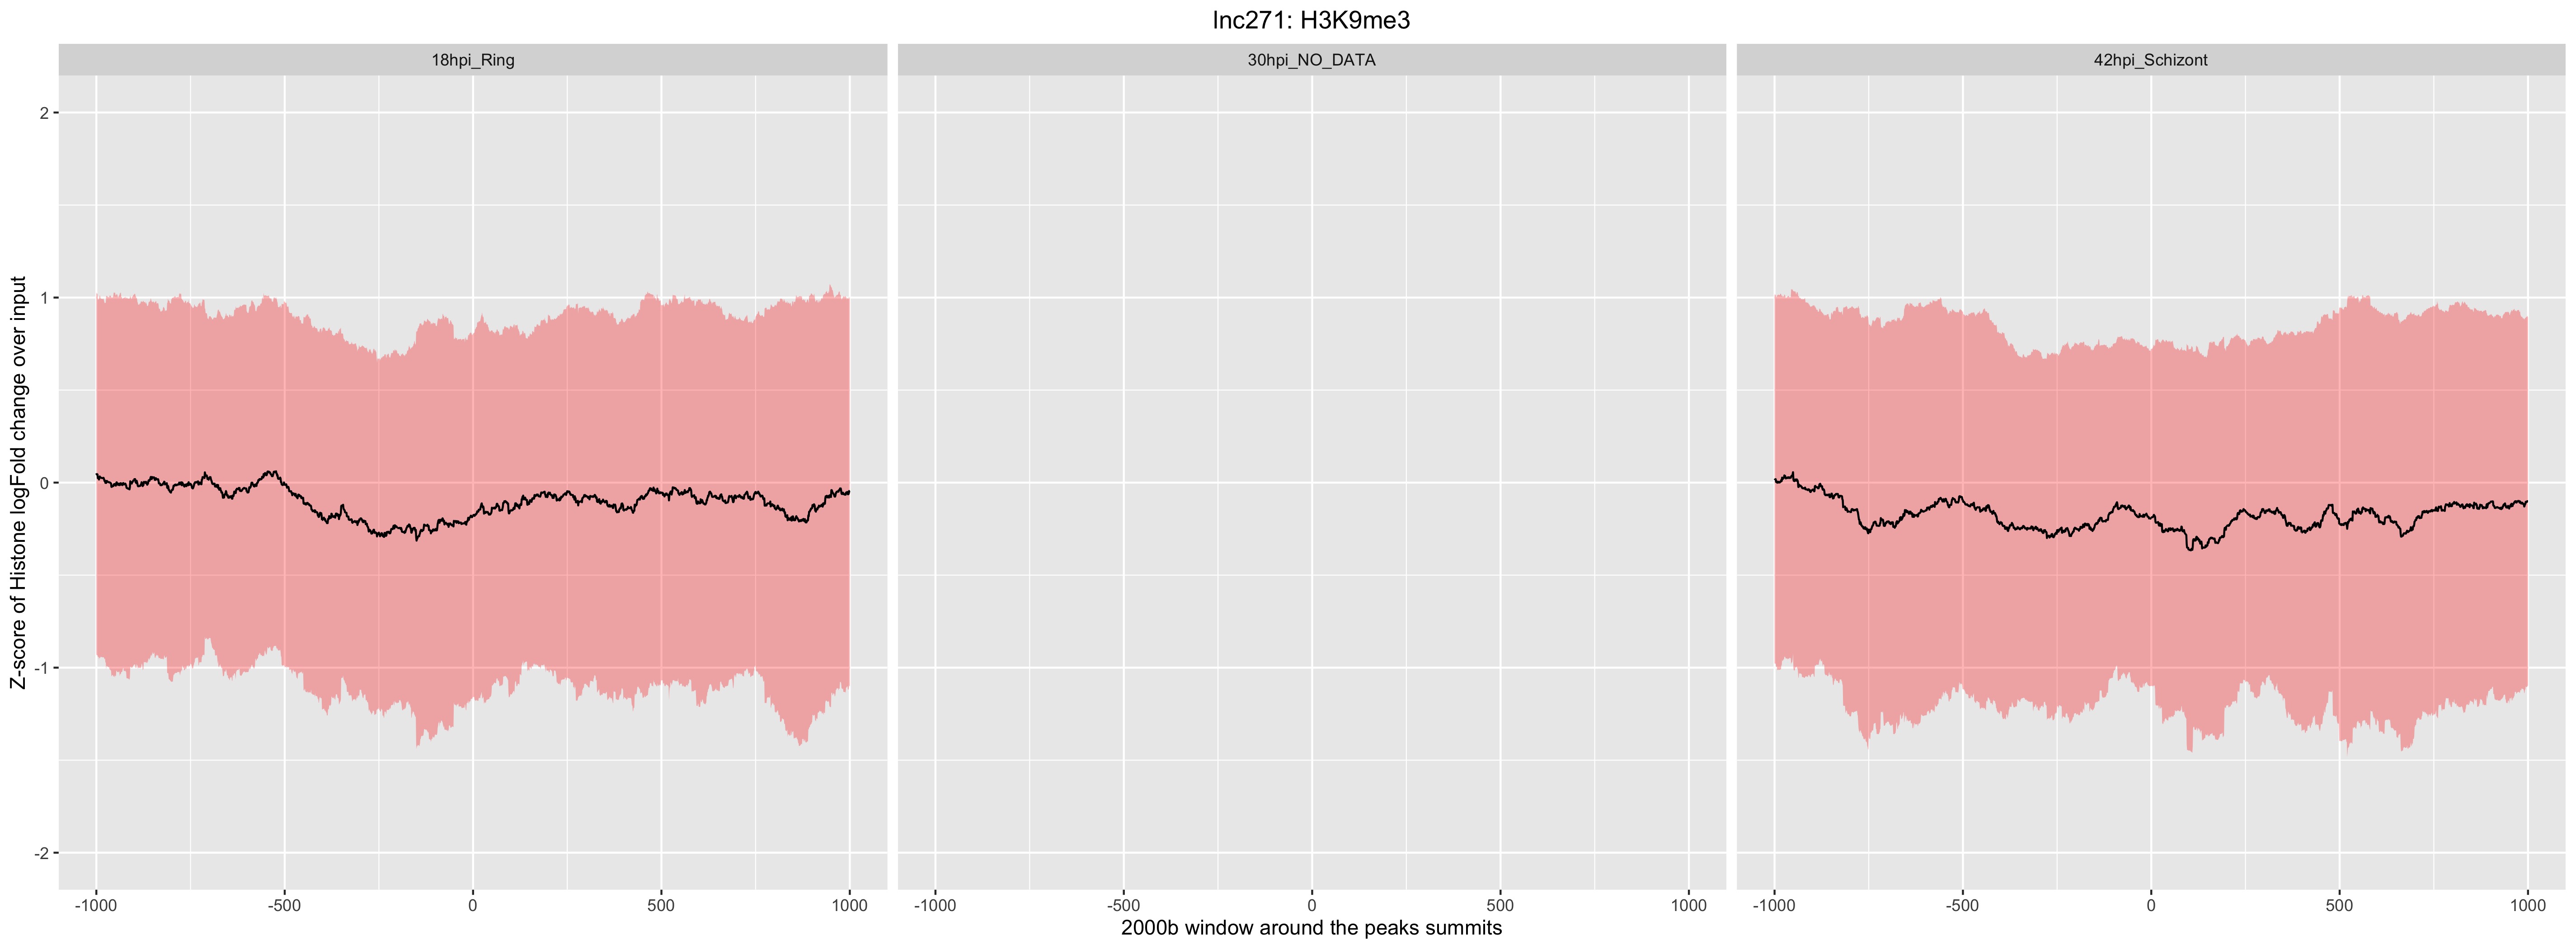 lnc271: H3K9me3
18hpi_Ring
30hpi_NO_DATA
42hpi_Schizont
Z-score of Histone logFold change over input
2
1
0
-1
-2
-1000 -500 0 500 1000
-1000 -500 0 500 1000
-1000 -500 0 500 1000
2000b window around the peaks summits